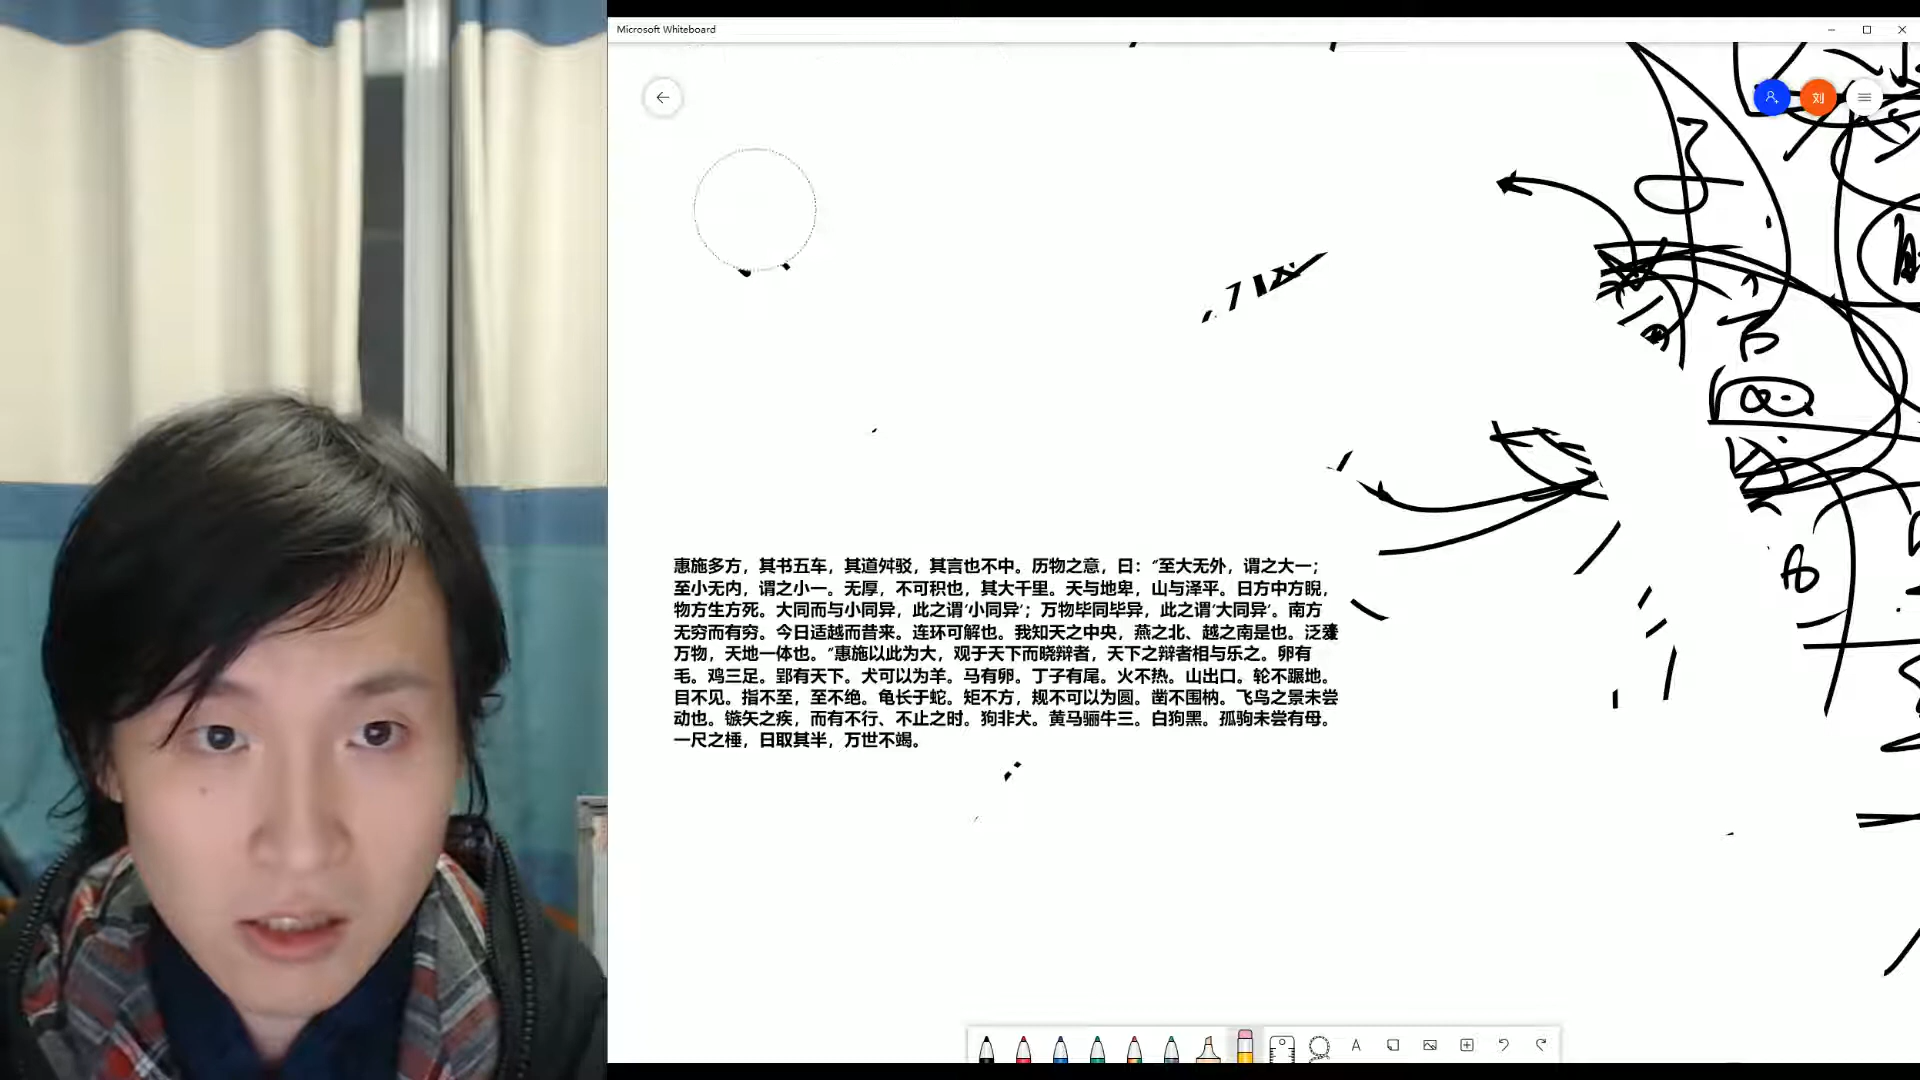 Microsoft Whiteboard
刘
惠施多方，其书五车，其道舛驳，其言也不中。历物之意，曰：“至大无外，谓之大一；
至小无内，谓之小一。无厚，不可积也，其大千里。天与地卑，山与泽平。日方中方睨，
物方生方死。大同而与小同异，此之谓‘小同异’；万物毕同毕异，此之谓‘大同异’。南方
无穷而有穷。今日适越而昔来。连环可解也。我知天之中央，燕之北、越之南是也。泛
万物，天地一体也。”惠施以此为大，观于天下而晓辩者，天下之辩者相与乐之。卵有
毛。鸡三足。郢有天下。犬可以为羊。马有卵。丁子有尾。火不热。山出口。轮不蹍地。
目不见。指不至，至不绝。龟长于蛇。矩不方，规不可以为圆。凿不围枘。飞鸟之景未尝
动也。镞矢之疾，而有不行、不止之时。狗非犬。黄马骊牛三。白狗黑。孤驹未尝有母。
一尺之棰，日取其半，万世不竭。
A